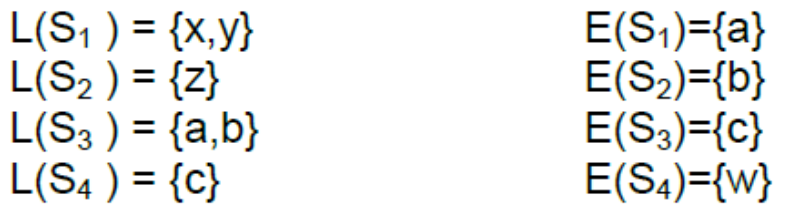 L(S₁ ) = {x,y} E(S₁)={a}
L(S₂ ) = {z} E(S₂)={b}
L(S₃ ) = {a,b} E(S₃)={c}
L(S₄ ) = {c} E(S₄)={w}